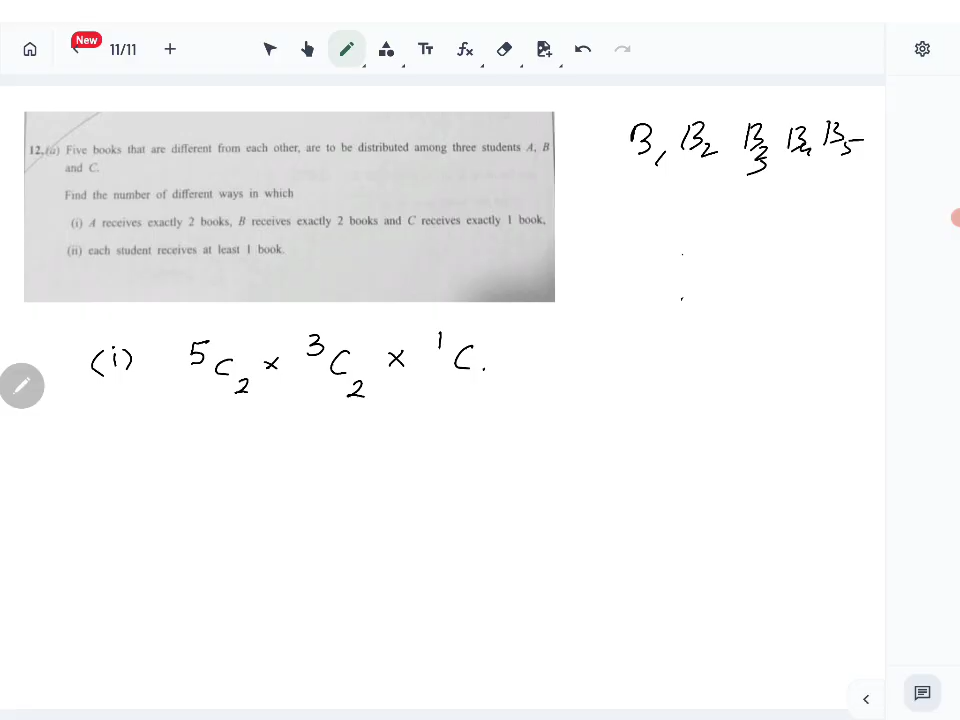 New
11/11
Tт
fx
12.(a) Five books that are different from each other, are to be distributed among three students A, B
and C.
Find the number of different ways in which
(i) A receives exactly 2 books, B receives exactly 2 books and C receives exactly 1 book,
(ii) each student receives at least 1 book.
B₁ B₂ B₃ B₄ B₅
(i) ⁵C₂ × ³C₂ × ¹C.